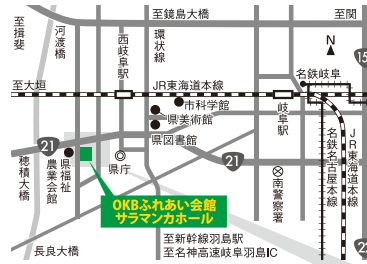 至鏡島大橋
至関
至揖斐
河渡橋
西岐阜駅
環状線
N
15
名鉄岐阜
至大垣
JR東海道本線
市科学館
県美術館
県図書館
岐阜駅
名鉄名古屋本線
JR東海道本線
21
穂積大橋
県福祉農業会館
県庁
21
南警察署
OKBふれあい会館
サラマンカホール
長良大橋
至新幹線羽島駅
至名神高速岐阜羽島IC
22